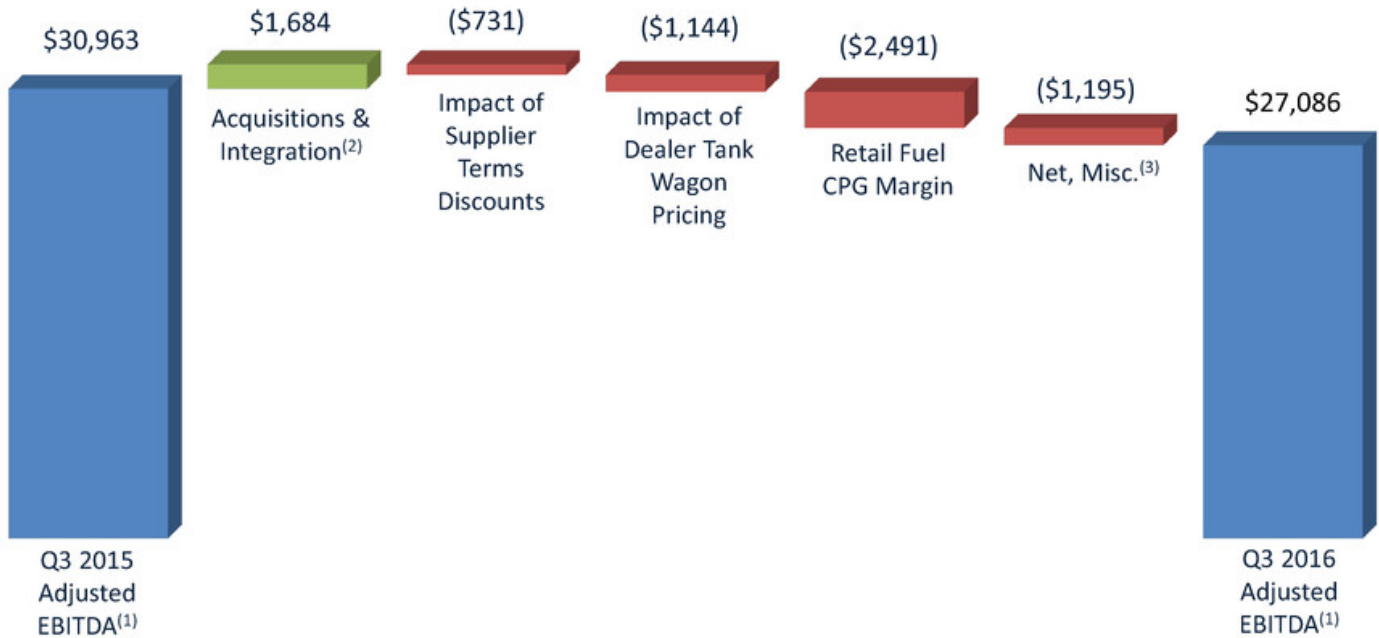 $30,963
$1,684
($731)
($1,144)
($2,491)
($1,195)
$27,086
Acquisitions &
Integration(2)
Impact of
Supplier
Terms
Discounts
Impact of
Dealer Tank
Wagon
Pricing
Retail Fuel
CPG Margin
Net, Misc.(3)
Q3 2015
Adjusted
EBITDA(1)
Q3 2016
Adjusted
EBITDA(1)